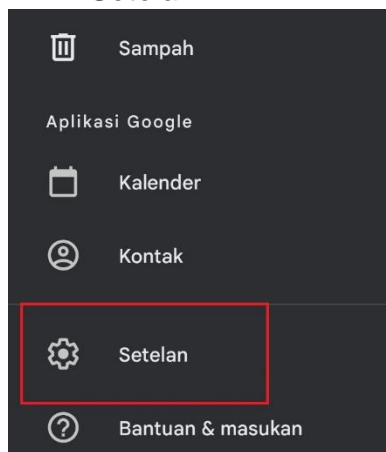 Sampah
Aplikasi Google
Kalender
Kontak
Setelan
Bantuan & masukan